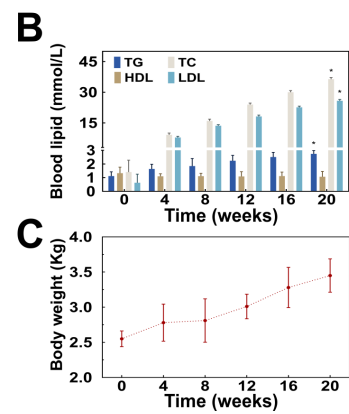 B
Blood lipid (mmol/L)
45
30
15
3
2
1
0
TG TC
HDL LDL
* * *
0 4 8 12 16 20
Time (weeks)
C
Body weight (Kg)
4.0
3.5
3.0
2.5
2.0
0 4 8 12 16 20
Time (weeks)